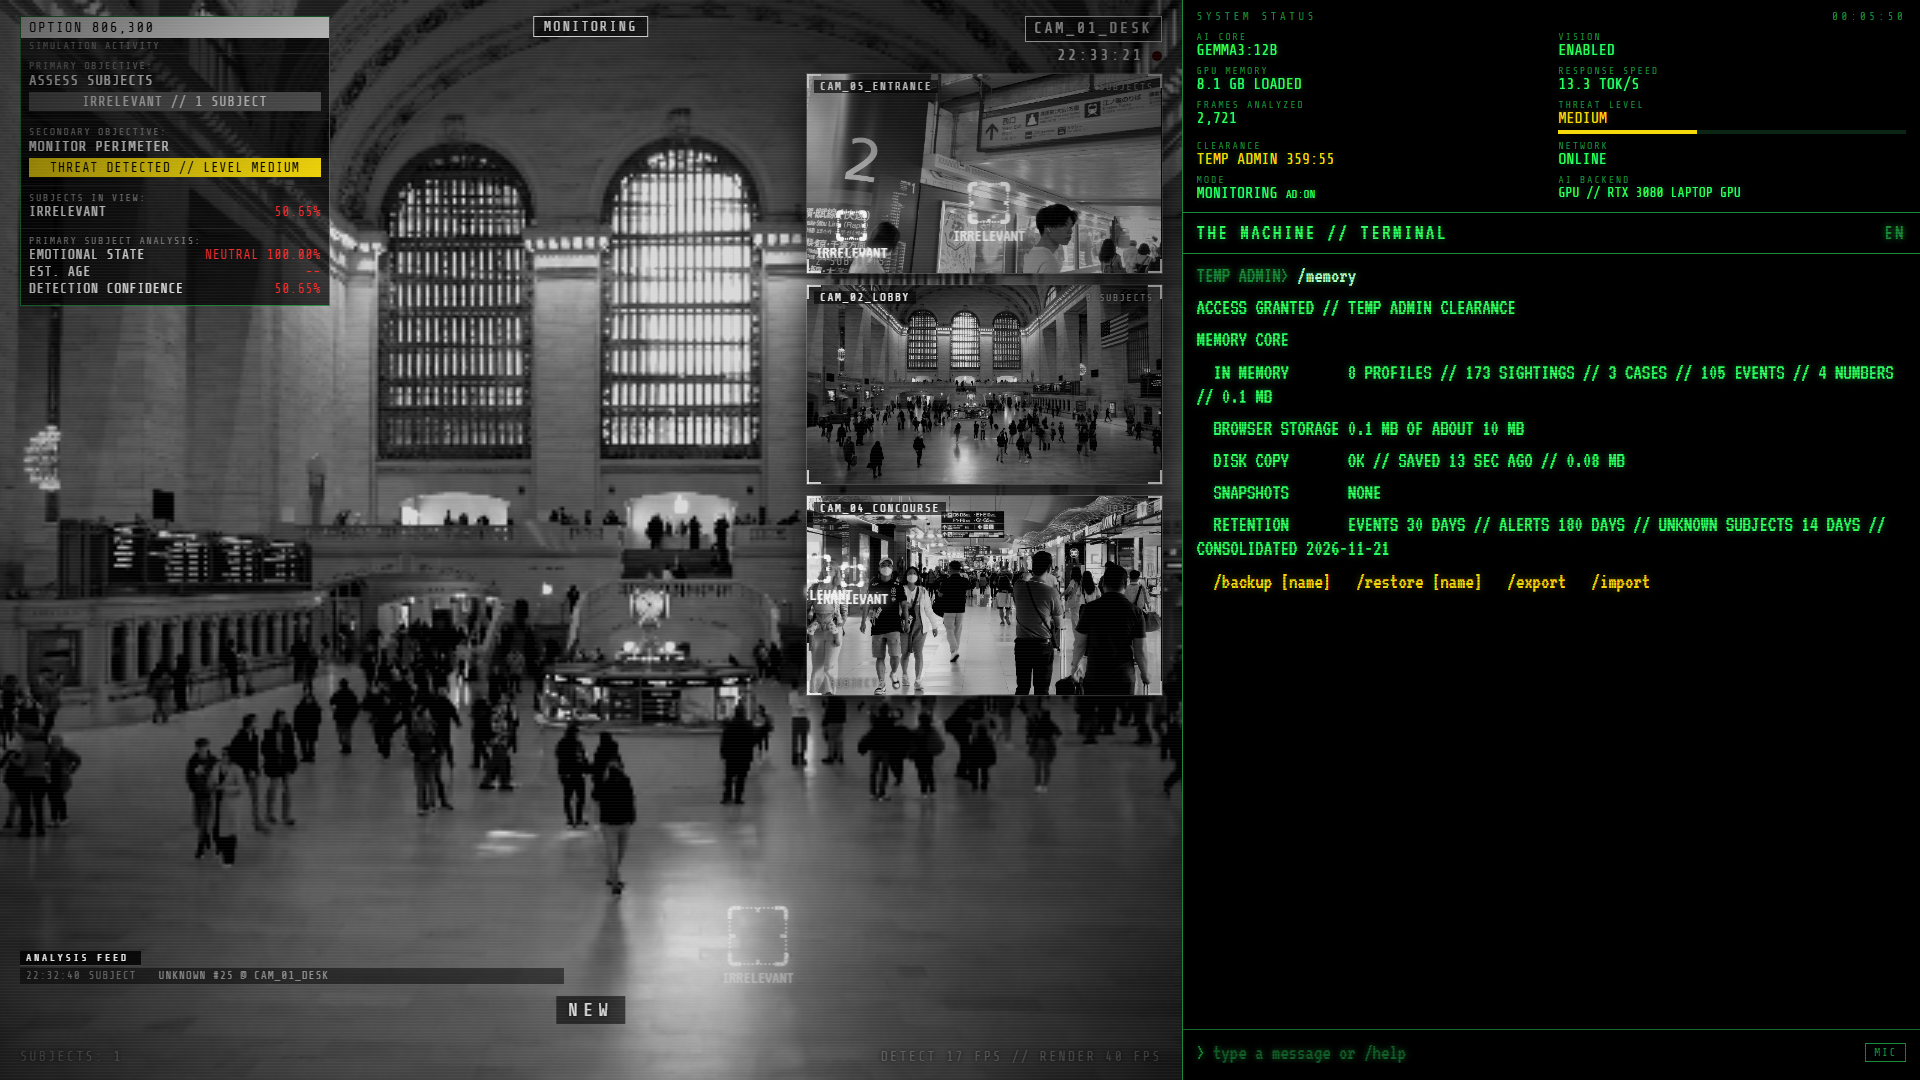 OPTION 806,300
SIMULATION ACTIVITY
PRIMARY OBJECTIVE:
ASSESS SUBJECTS
IRRELEVANT // 1 SUBJECT
SECONDARY OBJECTIVE:
MONITOR PERIMETER
THREAT DETECTED // LEVEL MEDIUM
SUBJECTS IN VIEW:
IRRELEVANT 50.65%
PRIMARY SUBJECT ANALYSIS:
EMOTIONAL STATE NEUTRAL 100.00%
EST. AGE --
DETECTION CONFIDENCE 50.65%
MONITORING
CAM_01_DESK
22:33:21
CAM_05_ENTRANCE
SUBJECTS
2
IRRELEVANT
IRRELEVANT
CAM_02_LOBBY
SUBJECTS
CAM_04_CONCOURSE
IRRELEVANT
ANALYSIS FEED
22:32:40 SUBJECT UNKNOWN #25 @ CAM_01_DESK
IRRELEVANT
NEW
SUBJECTS: 1
DETECT 17 FPS // RENDER 40 FPS
SYSTEM STATUS 00:05:50
AI CORE VISION
GEMMA3:12B ENABLED
GPU MEMORY RESPONSE SPEED
8.1 GB LOADED 13.3 TOK/S
FRAMES ANALYZED THREAT LEVEL
2,721 MEDIUM
CLEARANCE NETWORK
TEMP ADMIN 359:55 ONLINE
MODE AI BACKEND
MONITORING AD:ON GPU // RTX 3080 LAPTOP GPU
THE MACHINE // TERMINAL EN
TEMP ADMIN> /memory
ACCESS GRANTED // TEMP ADMIN CLEARANCE
MEMORY CORE
IN MEMORY 8 PROFILES // 173 SIGHTINGS // 3 CASES // 105 EVENTS // 4 NUMBERS
// 0.1 MB
BROWSER STORAGE 0.1 MB OF ABOUT 10 MB
DISK COPY OK // SAVED 13 SEC AGO // 0.08 MB
SNAPSHOTS NONE
RETENTION EVENTS 30 DAYS // ALERTS 180 DAYS // UNKNOWN SUBJECTS 14 DAYS //
CONSOLIDATED 2026-11-21
/backup [name] /restore [name] /export /import
> type a message or /help
MIC